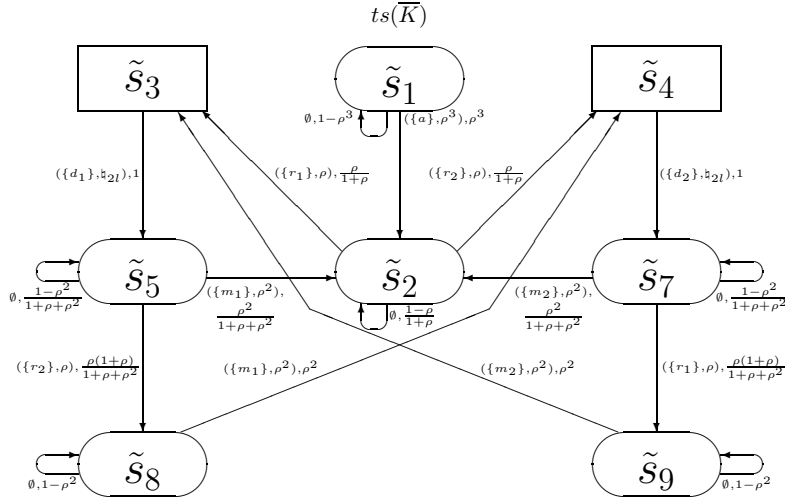 ts(K̅)
s̃₃
s̃₁
s̃₄
∅,1−ρ³
({a},ρ³),ρ³
({d₁},♮₂ₗ),1
({r₁},ρ),ρ/(1+ρ)
({r₂},ρ),ρ/(1+ρ)
({d₂},♮₂ₗ),1
s̃₅
s̃₂
s̃₇
∅,(1−ρ²)/(1+ρ+ρ²)
({m₁},ρ²),
ρ²/(1+ρ+ρ²)
∅,(1−ρ)/(1+ρ)
({m₂},ρ²),
ρ²/(1+ρ+ρ²)
∅,(1−ρ²)/(1+ρ+ρ²)
({r₂},ρ),ρ(1+ρ)/(1+ρ+ρ²)
({m₁},ρ²),ρ²
({m₂},ρ²),ρ²
({r₁},ρ),ρ(1+ρ)/(1+ρ+ρ²)
s̃₈
s̃₉
∅,1−ρ²
∅,1−ρ²